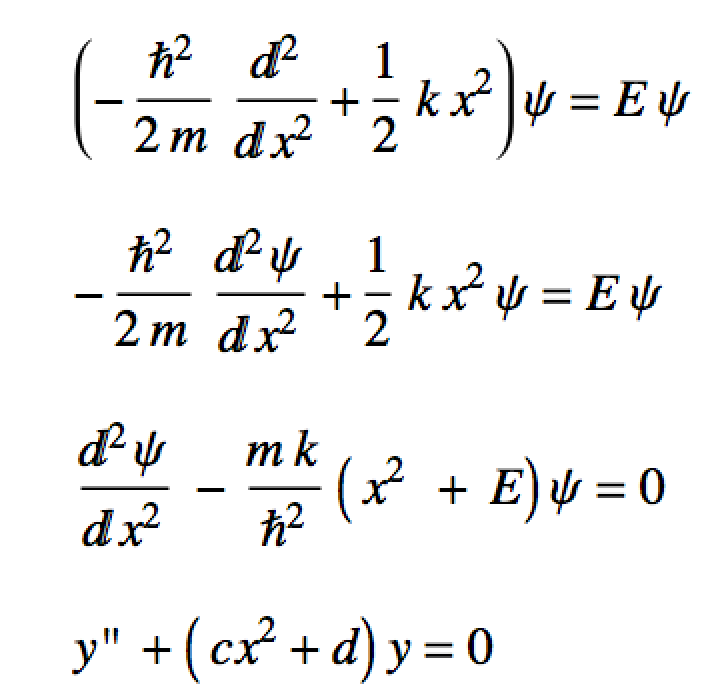 (-ħ²/2m d²/dx² + 1/2 k x²)ψ = E ψ
-ħ²/2m d²ψ/dx² + 1/2 k x² ψ = E ψ
d²ψ/dx² - m k/ħ² (x² + E)ψ = 0
y" + (cx² + d) y = 0